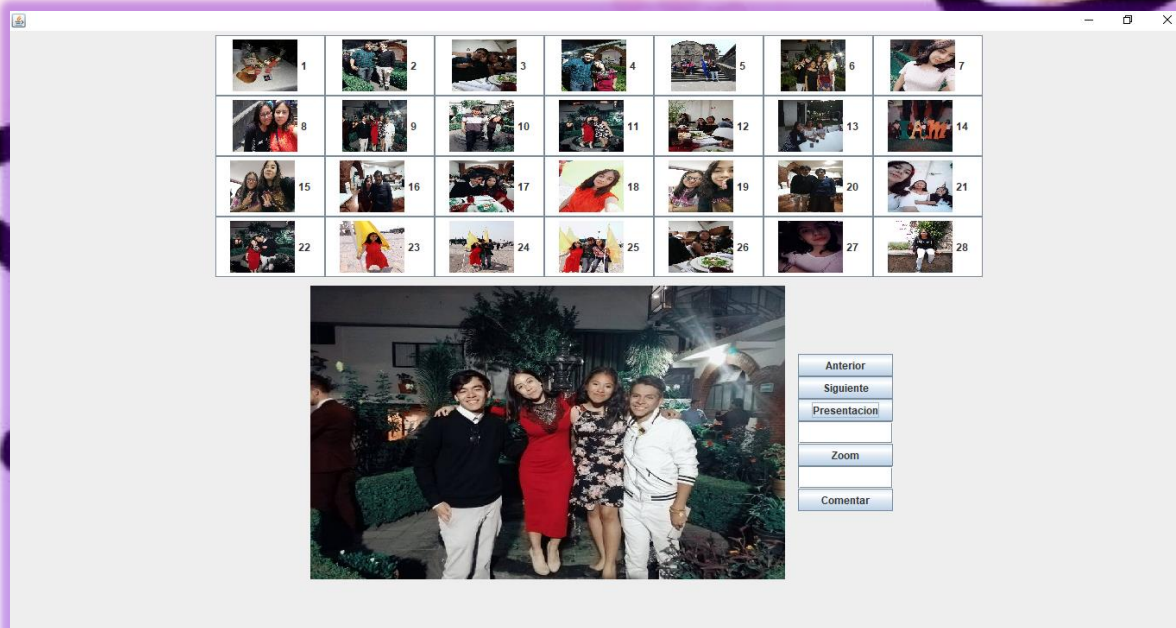 1 2 3 4 5 6 7
8 9 10 11 12 13 14
15 16 17 18 19 20 21
22 23 24 25 26 27 28
Anterior
Siguiente
Presentacion
Zoom
Comentar